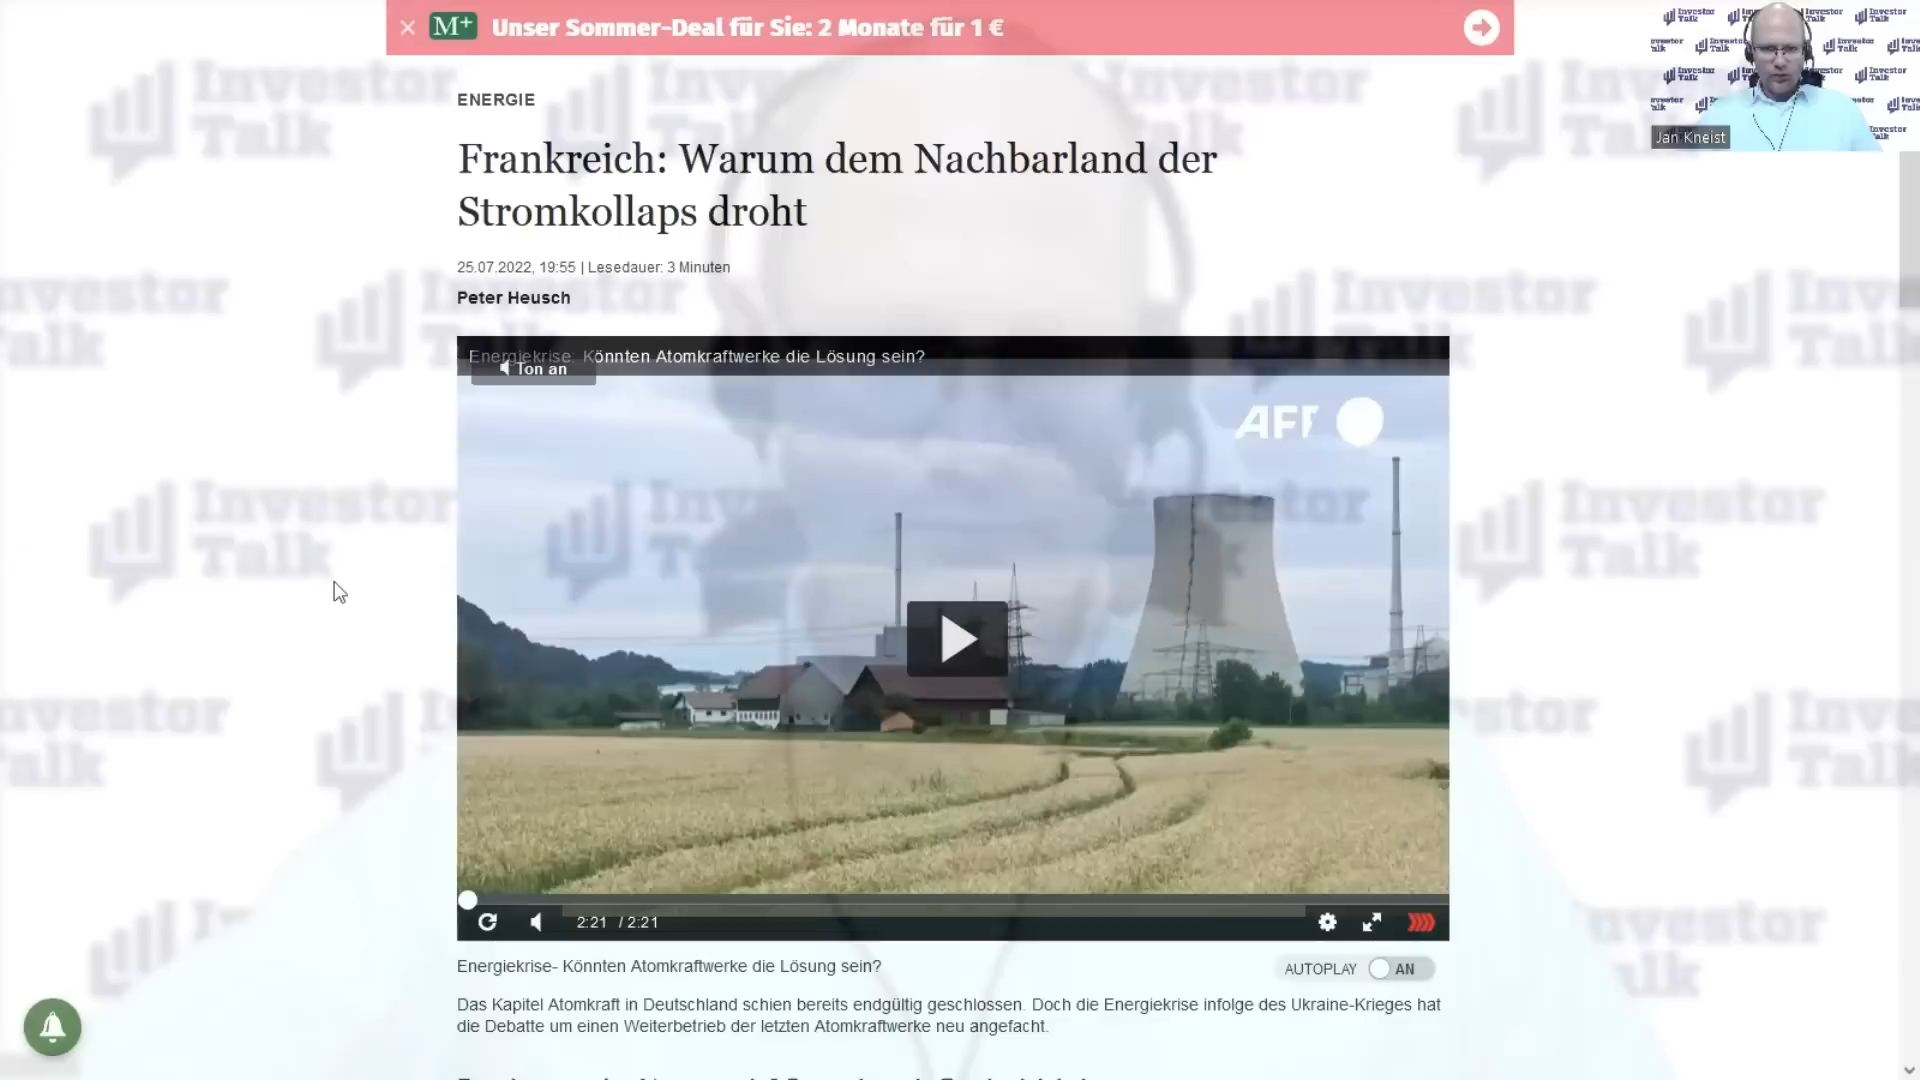 M+ Unser Sommer-Deal für Sie: 2 Monate für 1 €
Jan Kneist
ENERGIE
Frankreich: Warum dem Nachbarland der
Stromkollaps droht
25.07.2022, 19:55 | Lesedauer: 3 Minuten
Peter Heusch
Energiekrise: Könnten Atomkraftwerke die Lösung sein?
Ton an
2:21 / 2:21
Energiekrise- Könnten Atomkraftwerke die Lösung sein?
AUTOPLAY AN
Das Kapitel Atomkraft in Deutschland schien bereits endgültig geschlossen. Doch die Energiekrise infolge des Ukraine-Krieges hat
die Debatte um einen Weiterbetrieb der letzten Atomkraftwerke neu angefacht.
Investor
Talk